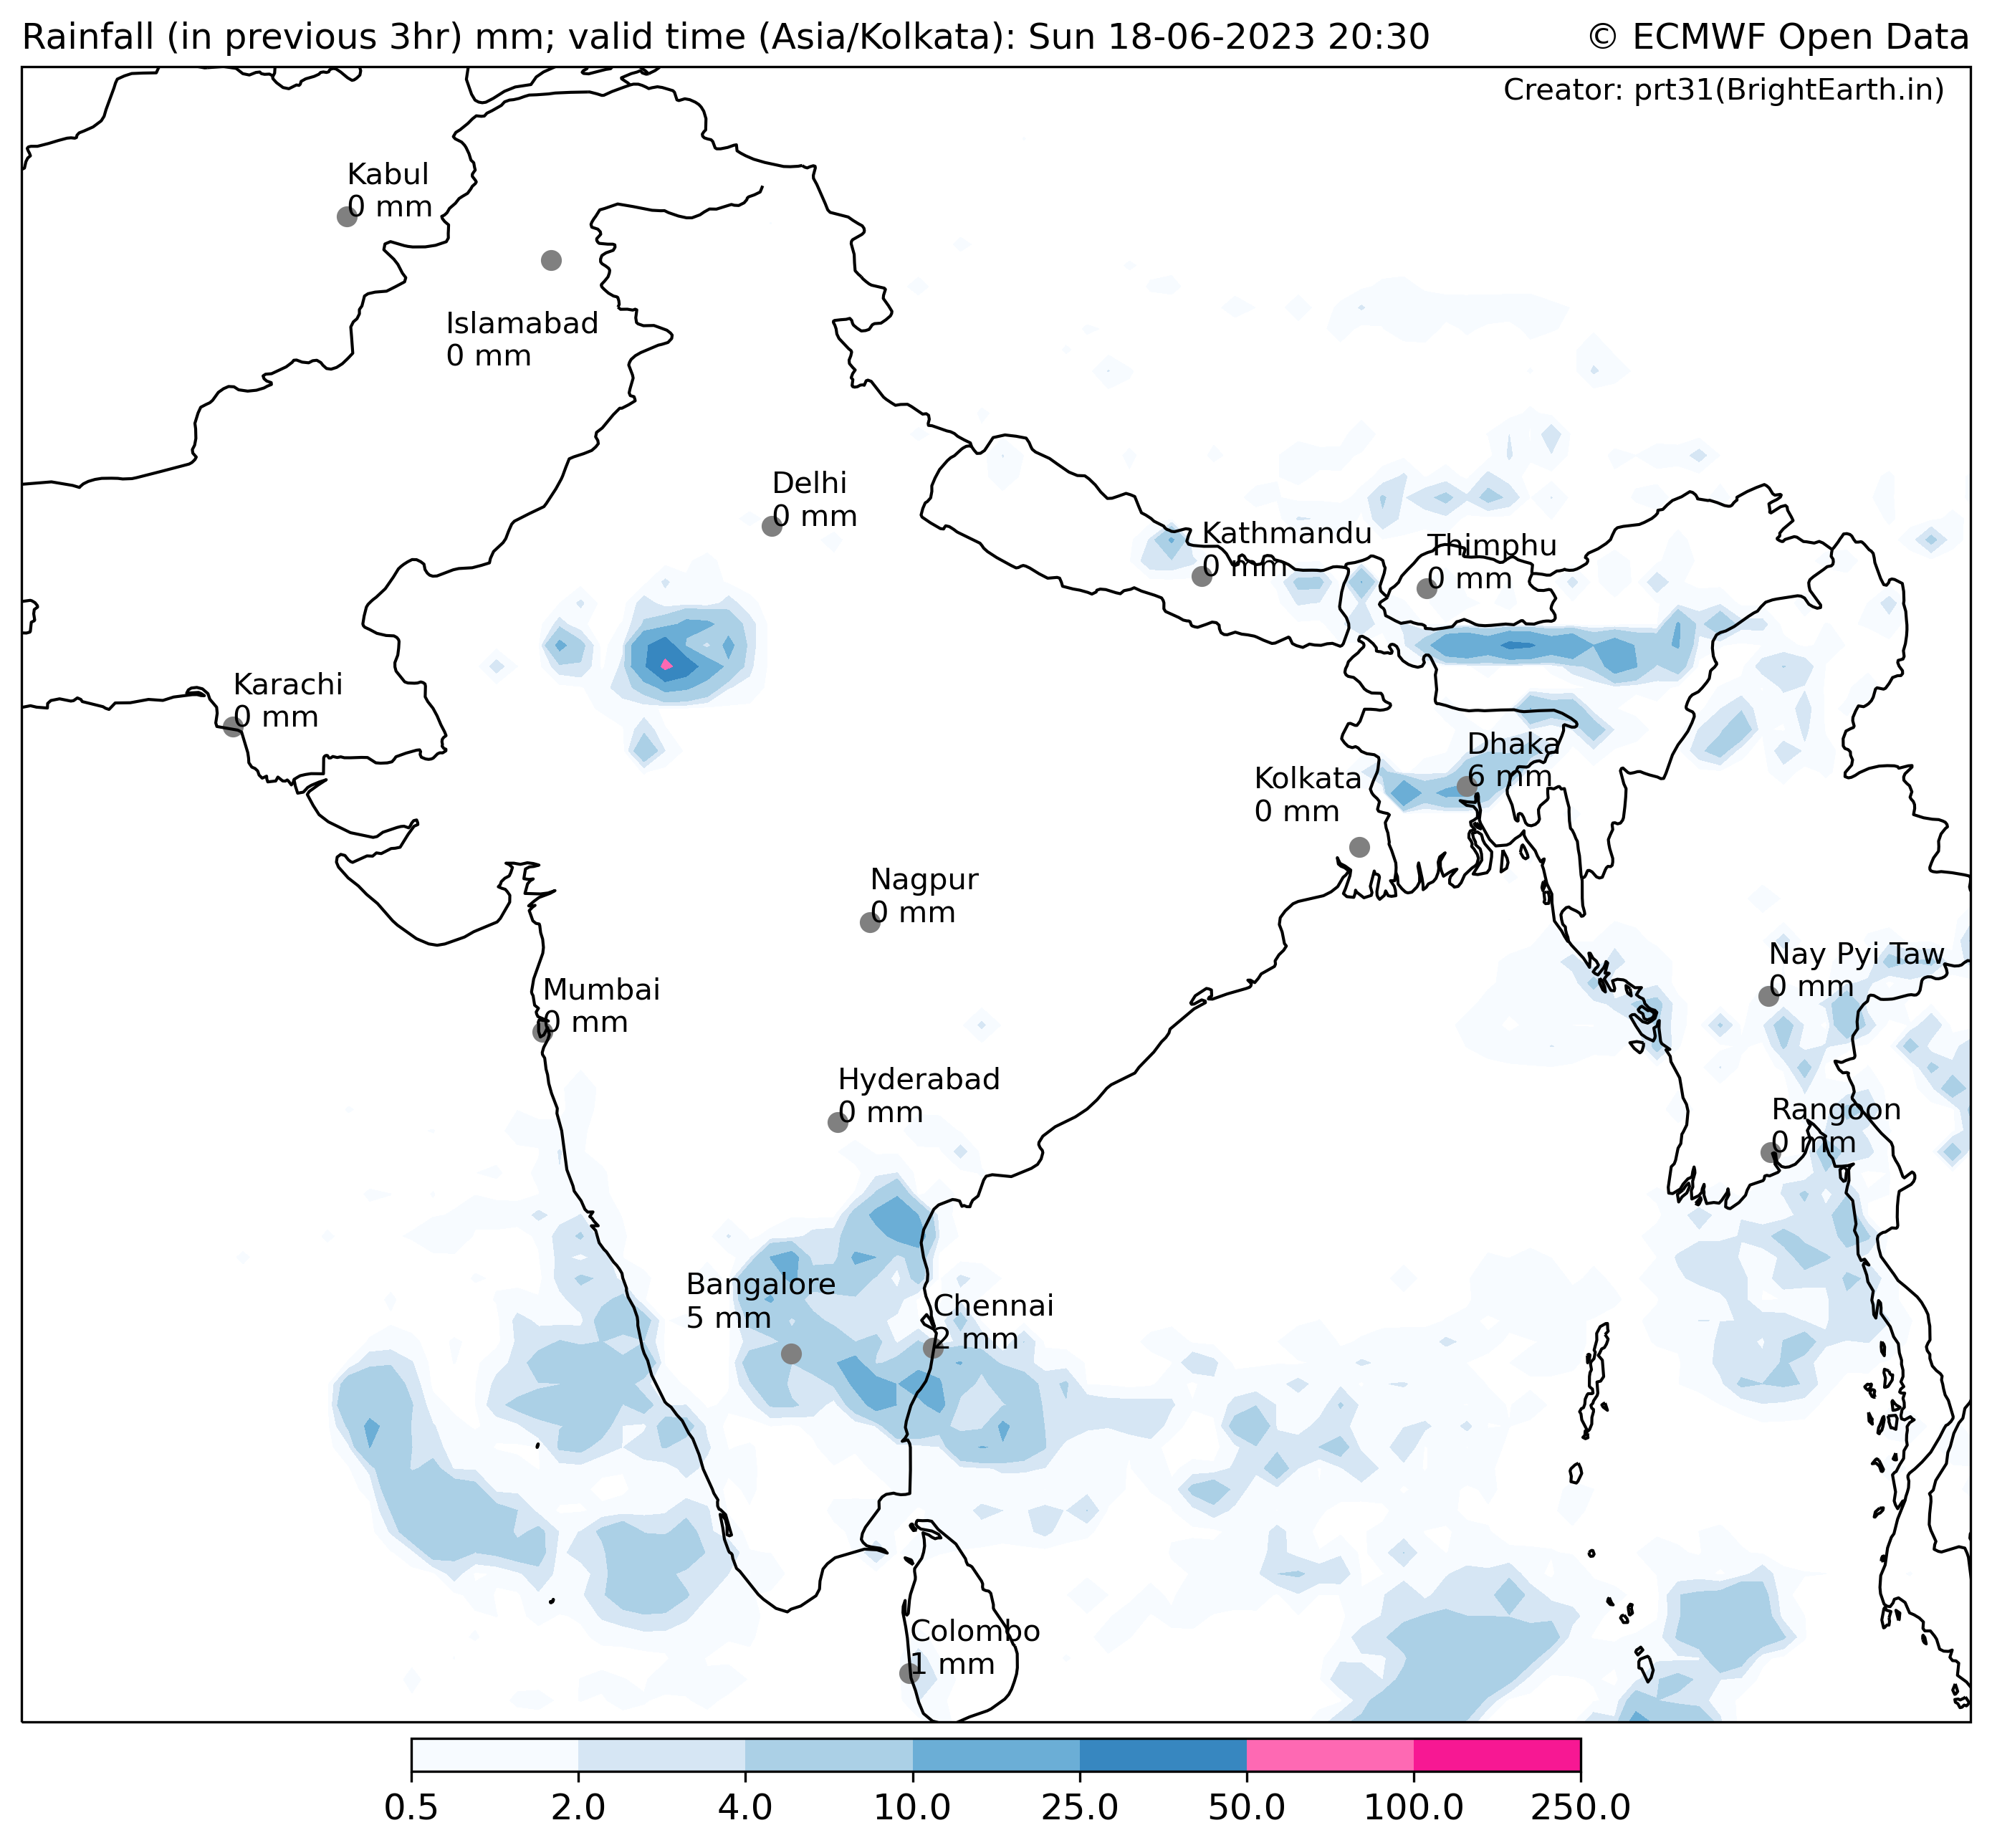 Rainfall (in previous 3hr) mm; valid time (Asia/Kolkata): Sun 18-06-2023 20:30
© ECMWF Open Data
Creator: prt31(BrightEarth.in)
Kabul
0 mm
Islamabad
0 mm
Delhi
0 mm
Kathmandu
0 mm
Thimphu
0 mm
Karachi
0 mm
Dhaka
6 mm
Kolkata
0 mm
Nagpur
0 mm
Nay Pyi Taw
0 mm
Mumbai
0 mm
Hyderabad
0 mm
Rangoon
0 mm
Bangalore
5 mm
Chennai
2 mm
Colombo
1 mm
0.5 2.0 4.0 10.0 25.0 50.0 100.0 250.0